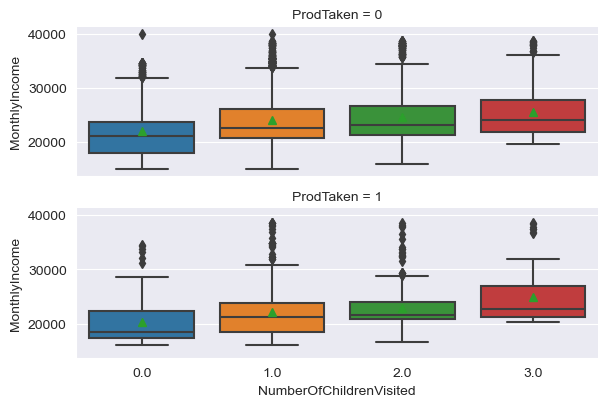 ProdTaken = 0
40000
30000
20000
MonthlyIncome
ProdTaken = 1
40000
30000
20000
MonthlyIncome
0.0 1.0 2.0 3.0
NumberOfChildrenVisited